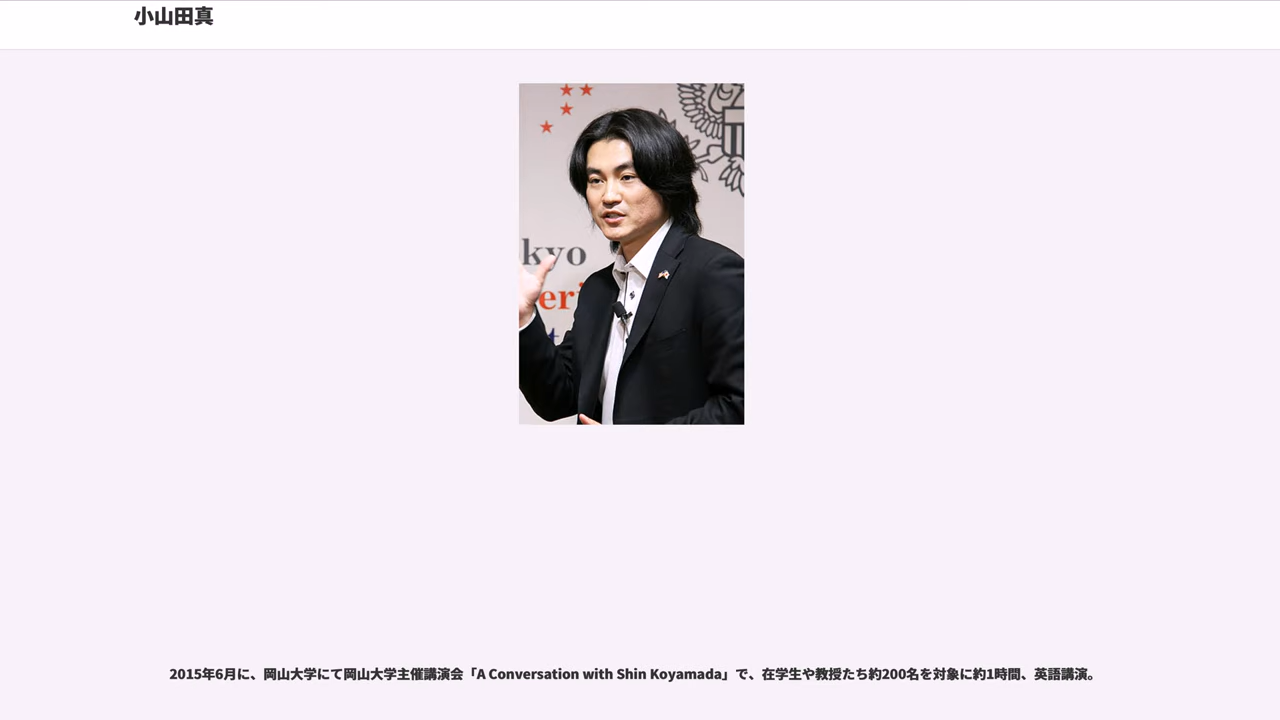 小山田真
kyo
eri
t
2015年6月に、岡山大学にて岡山大学主催講演会「A Conversation with Shin Koyamada」で、在学生や教授たち約200名を対象に約1時間、英語講演。